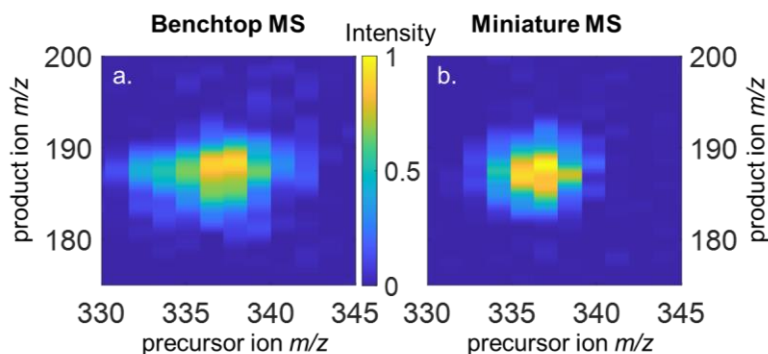 Benchtop MS
Intensity
Miniature MS
a.
b.
200
190
180
product ion m/z
1
0.5
0
200
190
180
product ion m/z
330 335 340 345
330 335 340 345
precursor ion m/z
precursor ion m/z